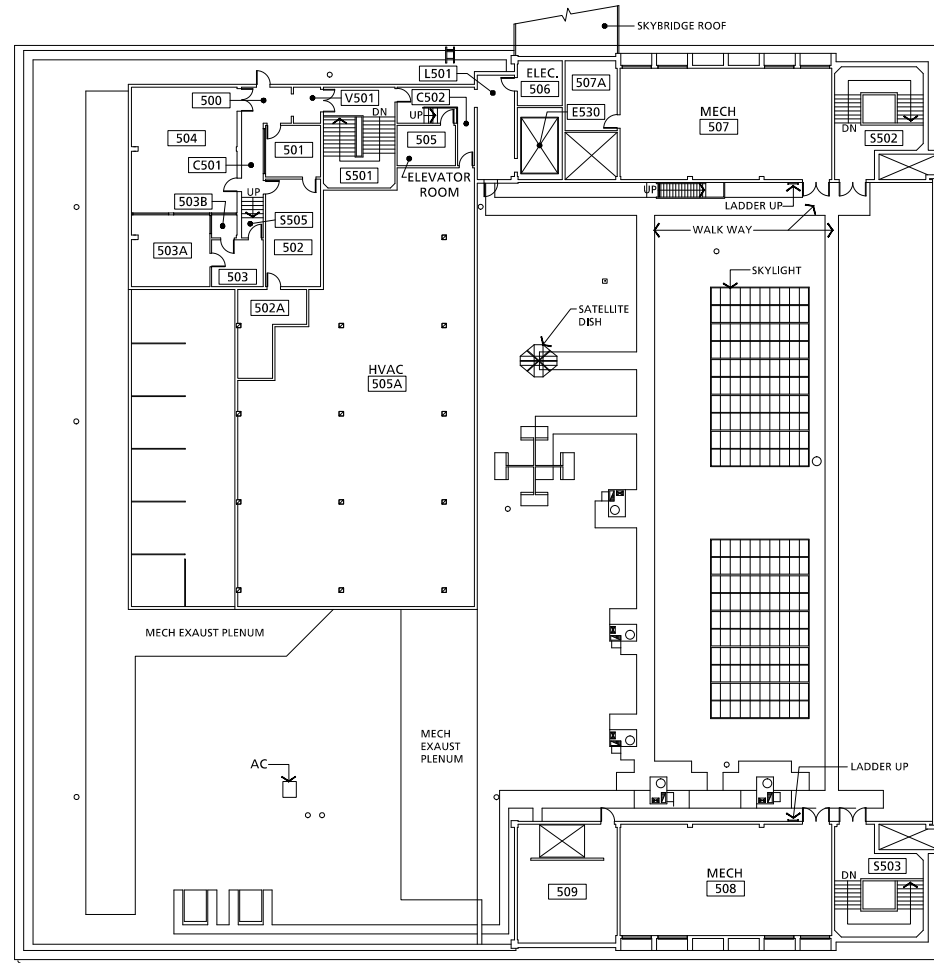 SKYBRIDGE ROOF
L501
ELEC.
506
507A
500
V501
C502
MECH
507
E530
DN
UP
504
501
505
DN
S502
C501
S501
ELEVATOR
ROOM
UP
503B
S505
UP
LADDER UP
503A
502
WALK WAY
503
SKYLIGHT
502A
SATELLITE
DISH
HVAC
505A
MECH EXAUST PLENUM
MECH
EXAUST
PLENUM
AC
LADDER UP
S503
MECH
508
DN
509